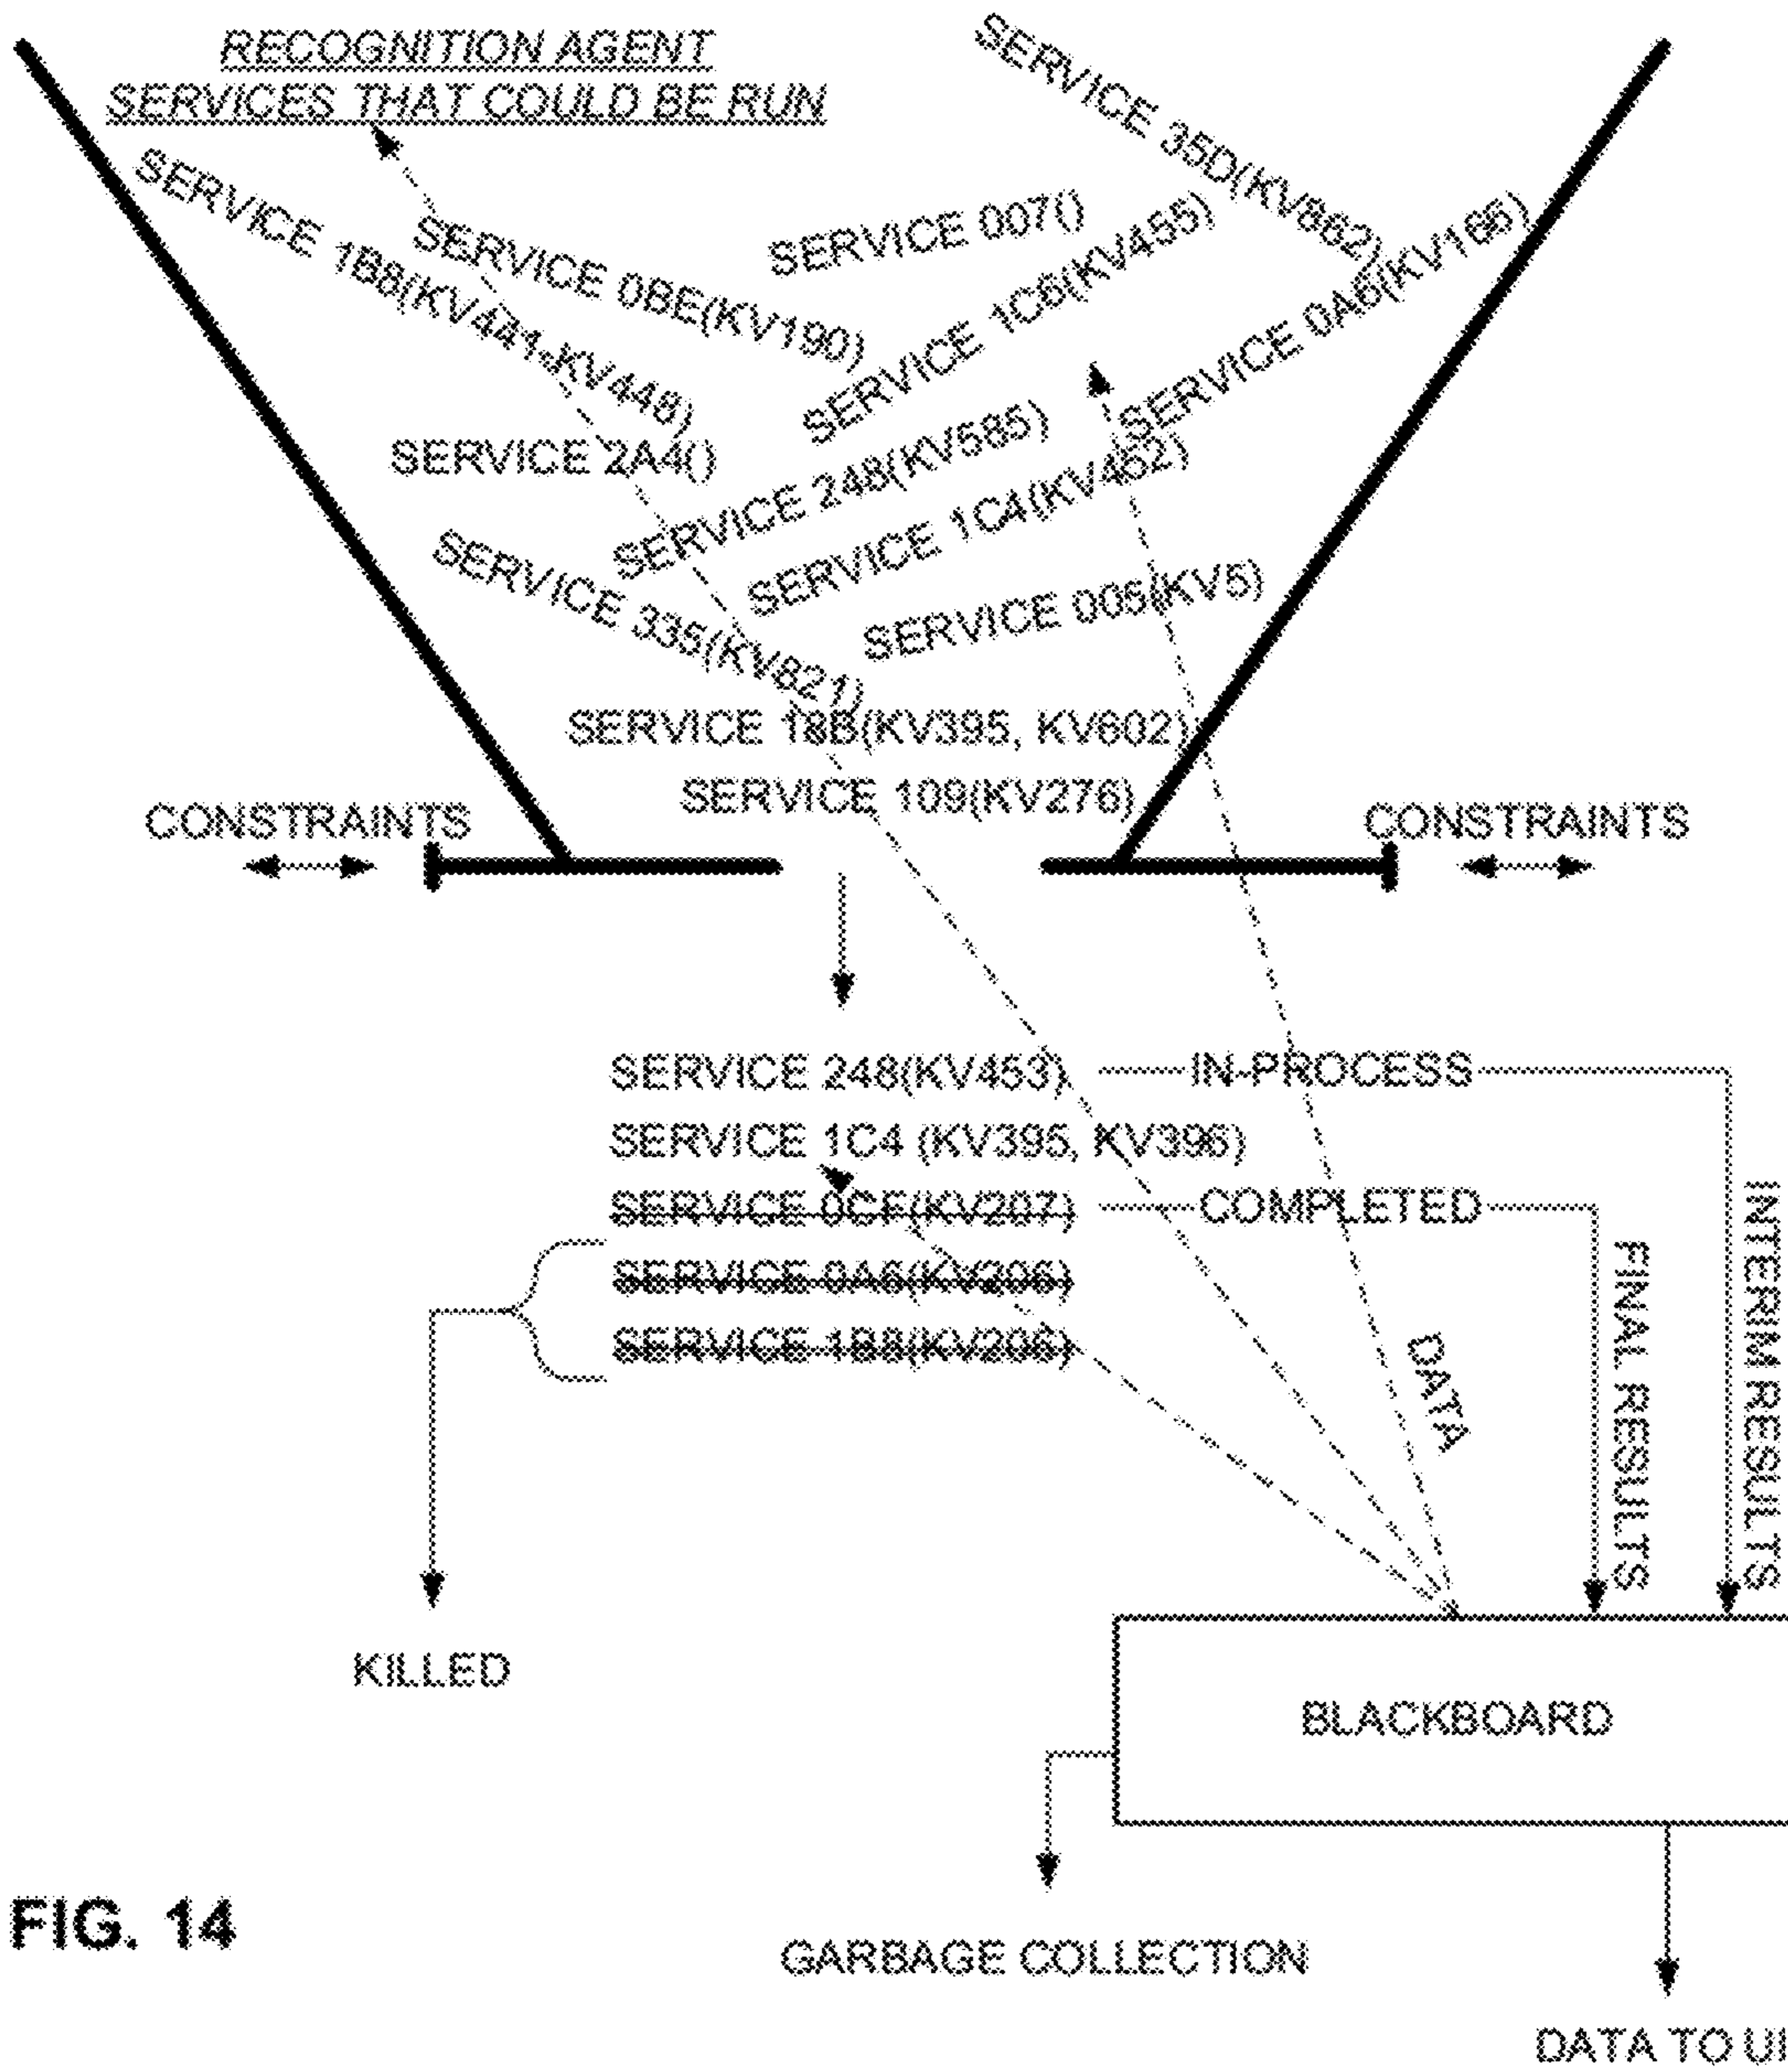 RECOGNITION AGENT
SERVICES THAT COULD BE RUN
SERVICE 35D(KV862)
SERVICE 1B8(KV441, KV448)
SERVICE 0BE(KV190)
SERVICE 007()
SERVICE 1C6(KV455)
SERVICE 0A6(KV166)
SERVICE 2A4()
SERVICE 248(KV585)
SERVICE 1C4(KV462)
SERVICE 335(KV821)
SERVICE 005(KV5)
SERVICE 18B(KV395, KV602)
SERVICE 109(KV276)
CONSTRAINTS
CONSTRAINTS
SERVICE 248(KV453)
IN-PROCESS
SERVICE 1C4 (KV395, KV396)
SERVICE 0CF(KV207)
COMPLETED
SERVICE 0A6(KV206)
SERVICE 1B8(KV206)
DATA
FINAL RESULTS
INTERIM RESULTS
KILLED
BLACKBOARD
GARBAGE COLLECTION
DATA TO UI
FIG. 14